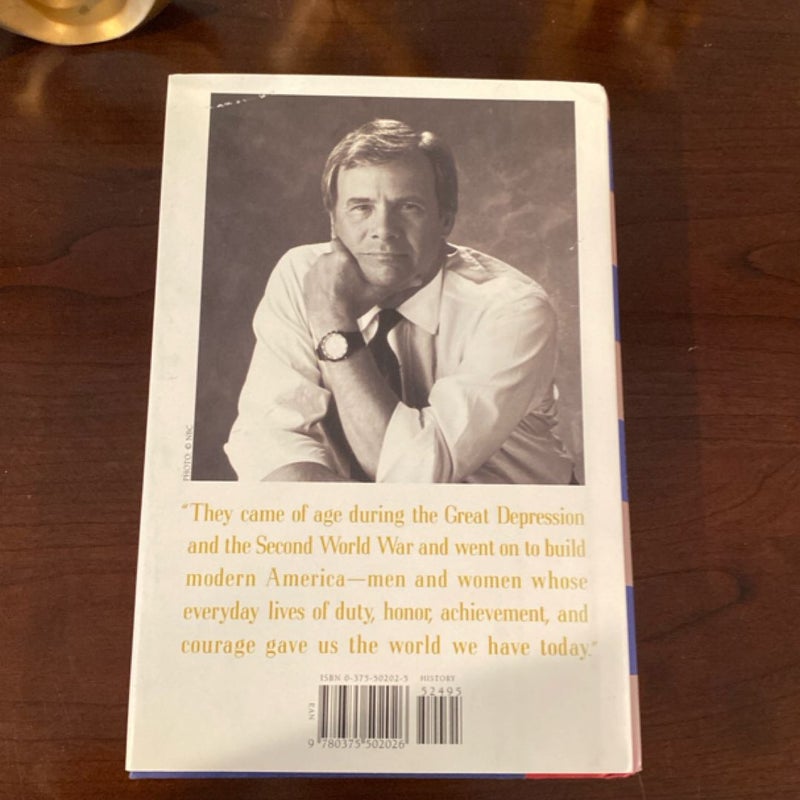 PHOTO: © NBC
"They came of age during the Great Depression
and the Second World War and went on to build
modern America—men and women whose
everyday lives of duty, honor, achievement, and
courage gave us the world we have today."
ISBN 0-375-50202-5 HISTORY
52495
EAN
9 780375 502026